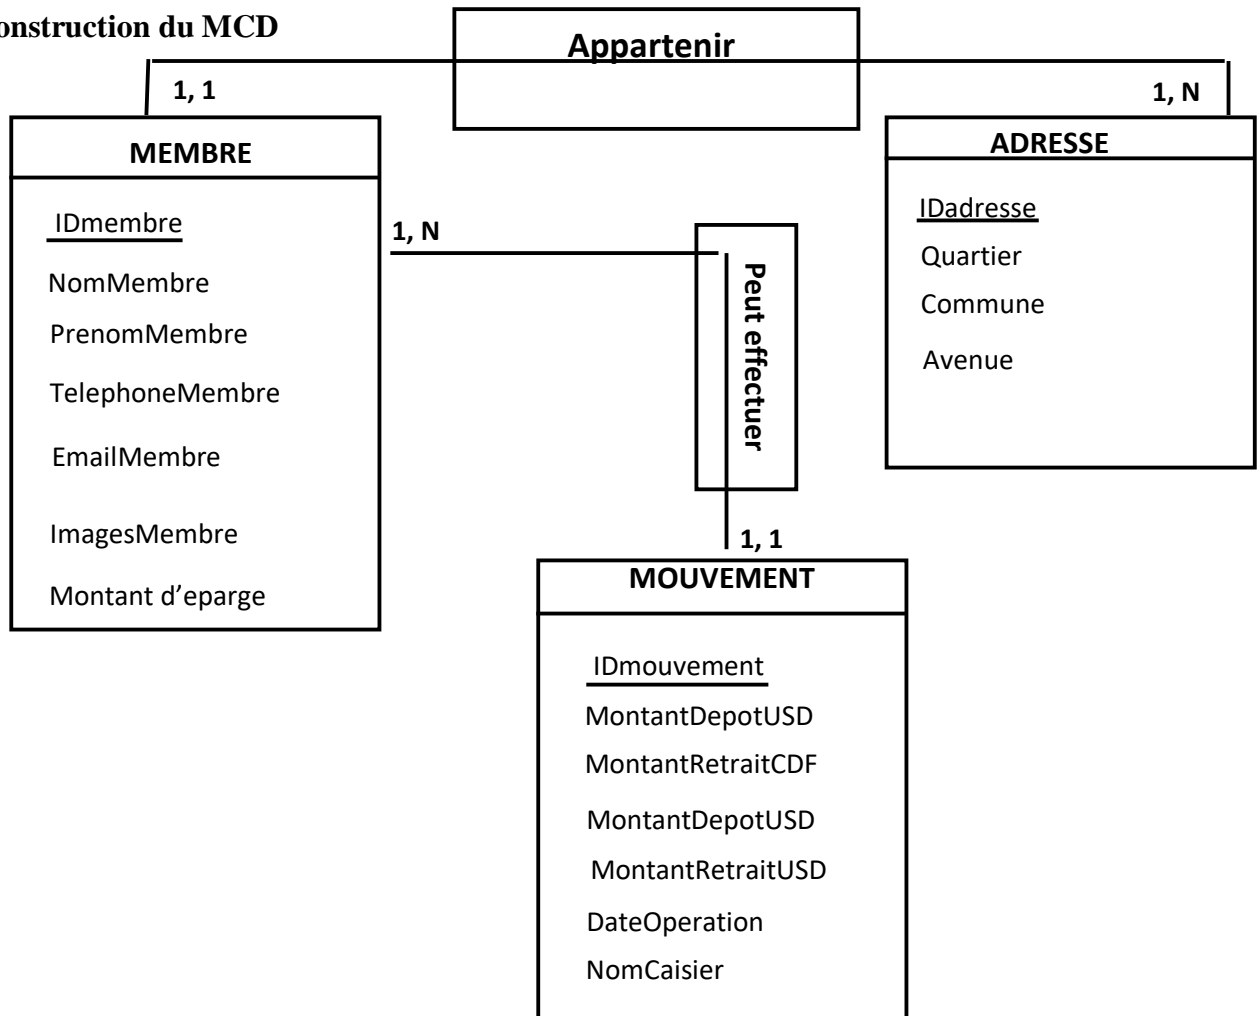 onstruction du MCD
Appartenir
1, 1
1, N
MEMBRE
IDmembre
NomMembre
PrenomMembre
TelephoneMembre
EmailMembre
ImagesMembre
Montant d’eparge
ADRESSE
IDadresse
Quartier
Commune
Avenue
1, N
Peut effectuer
1, 1
MOUVEMENT
IDmouvement
MontantDepotUSD
MontantRetraitCDF
MontantDepotUSD
MontantRetraitUSD
DateOperation
NomCaisier